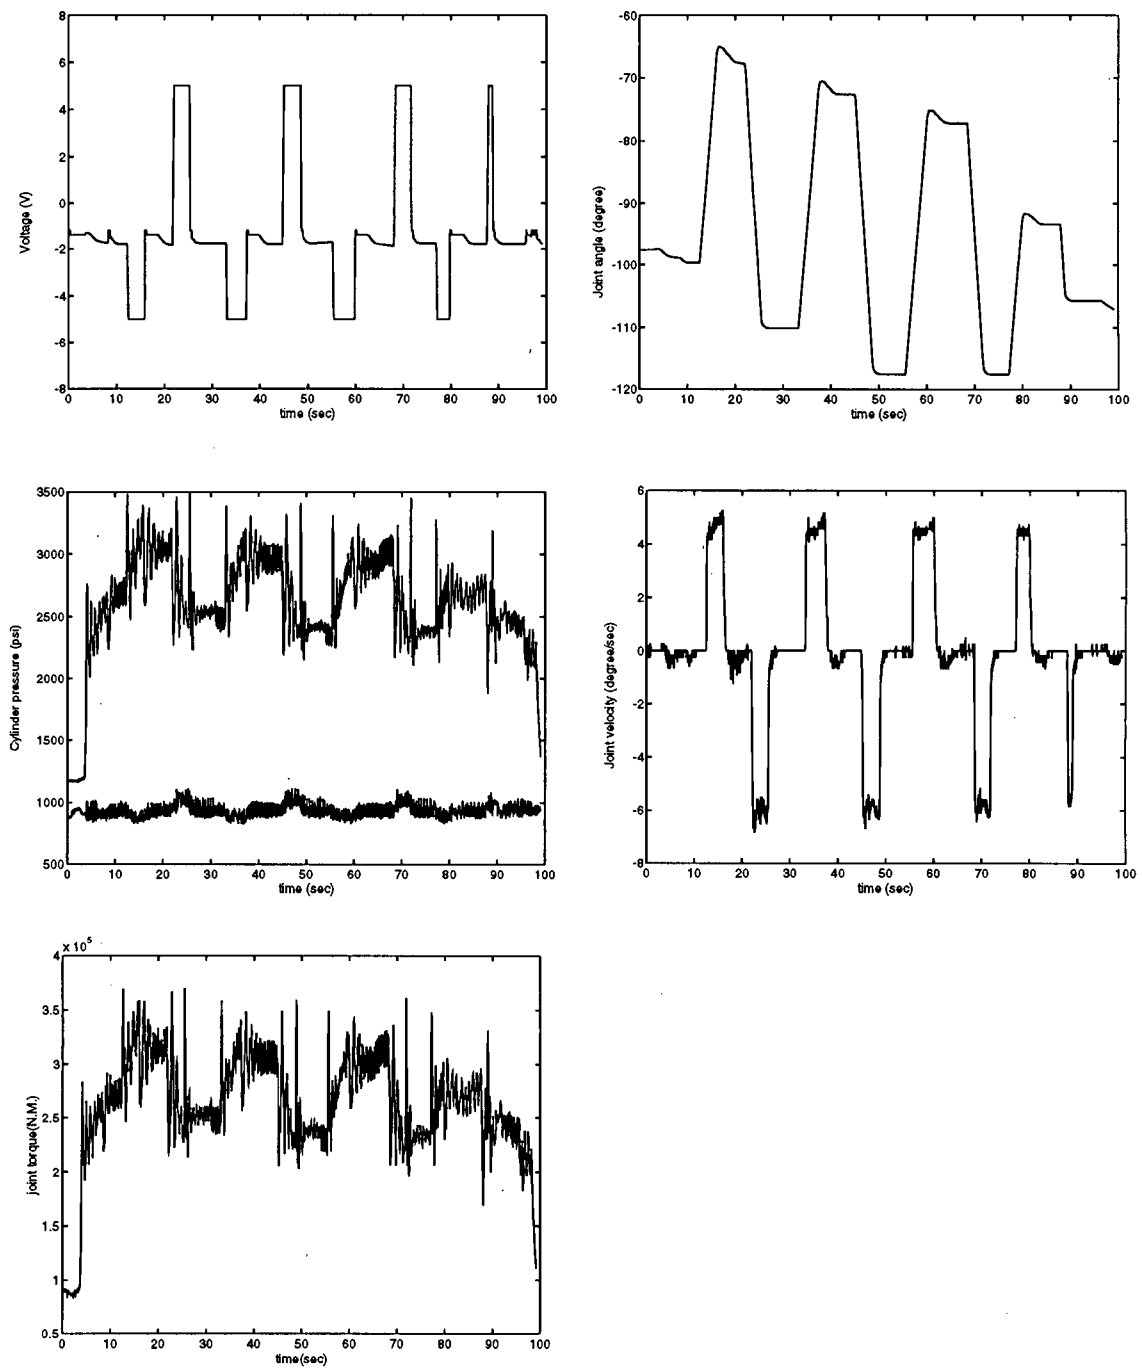 8
6
4
2
0
-2
-4
-6
-8
Voltage (V)
0 10 20 30 40 50 60 70 80 90 100
time (sec)
-60
-70
-80
-90
-100
-110
-120
Joint angle (degree)
0 10 20 30 40 50 60 70 80 90 100
time (sec)
3500
3000
2500
2000
1500
1000
500
Cylinder pressure (psi)
0 10 20 30 40 50 60 70 80 90 100
time (sec)
6
4
2
0
-2
-4
-6
-8
Joint velocity (degree/sec)
0 10 20 30 40 50 60 70 80 90 100
time (sec)
x 10^5
4
3.5
3
2.5
2
1.5
1
0.5
joint torque(N.M.)
0 10 20 30 40 50 60 70 80 90 100
time(sec)